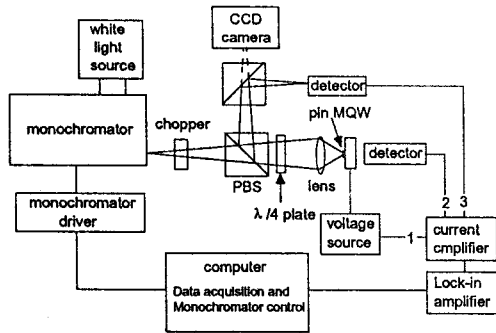 CCD
camera
white
light
source
detector
chopper
pin MQW
monochromator
detector
PBS
lens
λ /4 plate
2
3
monochromator
driver
voltage
source
1
current
cmplifier
computer
Data acquisition and
Monochromator control
Lock-in
amplifier